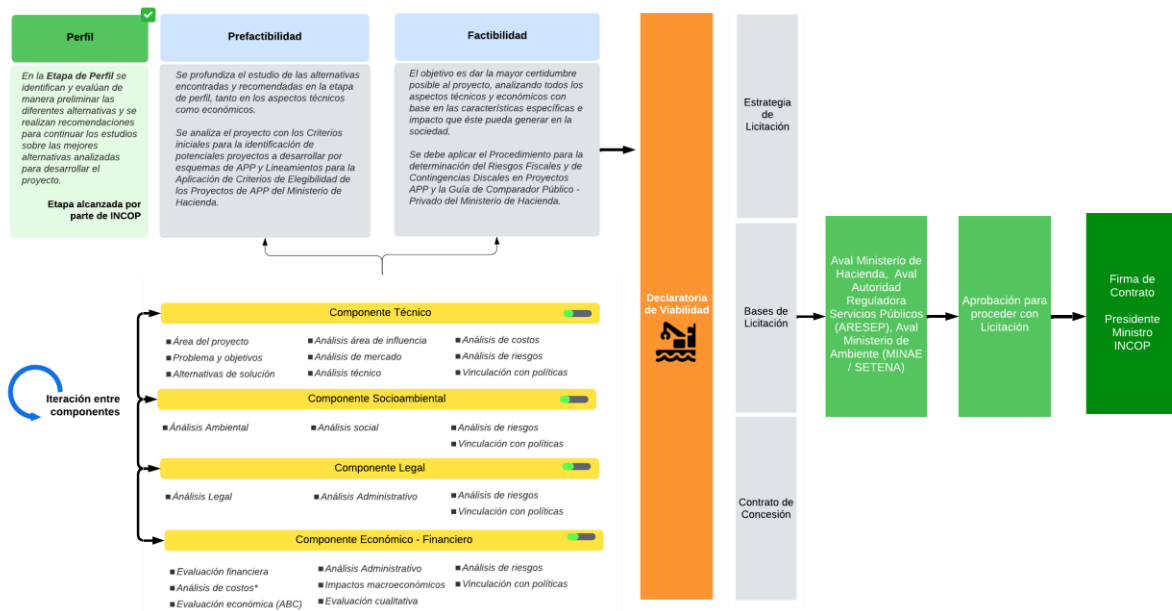 Perfil
En la Etapa de Perfil se
identifican y evalúan de
manera preliminar las
diferentes alternativas y se
realizan recomendaciones
para continuar los estudios
sobre las mejores
alternativas analizadas
para desarrollar el
proyecto.
Etapa alcanzada por
parte de INCOP
Prefactibilidad
Se profundiza el estudio de las alternativas
encontradas y recomendadas en la etapa
de perfil, tanto en los aspectos técnicos
como económicos.
Se analiza el proyecto con los Criterios
iniciales para la identificación de
potenciales proyectos a desarrollar por
esquemas de APP y Lineamientos para la
Aplicación de Criterios de Elegibilidad de
los Proyectos de APP del Ministerio de
Hacienda.
Factibilidad
El objetivo es dar la mayor certidumbre
posible al proyecto, analizando todos los
aspectos técnicos y económicos con
base en las características específicas e
impacto que éste pueda generar en la
sociedad.
Se debe aplicar el Procedimiento para la
determinación del Riesgos Fiscales y de
Contingencias Discales en Proyectos
APP y la Guía de Comparador Público -
Privado del Ministerio de Hacienda.
Iteración entre
componentes
Componente Técnico
■ Área del proyecto
■ Problema y objetivos
■ Alternativas de solución
■ Análisis área de influencia
■ Análisis de mercado
■ Análisis técnico
■ Análisis de costos
■ Análisis de riesgos
■ Vinculación con políticas
Componente Socioambiental
■ Ánálisis Ambiental
■ Análisis social
■ Análisis de riesgos
■ Vinculación con políticas
Componente Legal
■ Ánálisis Legal
■ Análisis Administrativo
■ Análisis de riesgos
■ Vinculación con políticas
Componente Económico - Financiero
■ Evaluación financiera
■ Análisis de costos*
■ Evaluación económica (ABC)
■ Análisis Administrativo
■ Impactos macroeconómicos
■ Evaluación cualitativa
■ Análisis de riesgos
■ Vinculación con políticas
Declaratoria
de Viabilidad
Estrategia
de
Licitación
Bases de
Licitación
Contrato de
Concesión
Aval Ministerio de
Hacienda, Aval
Autoridad
Reguladora
Servicios Públicos
(ARESEP), Aval
Ministerio de
Ambiente (MINAE
/ SETENA)
Aprobación para
proceder con
Licitación
Firma de
Contrato
Presidente
Ministro
INCOP